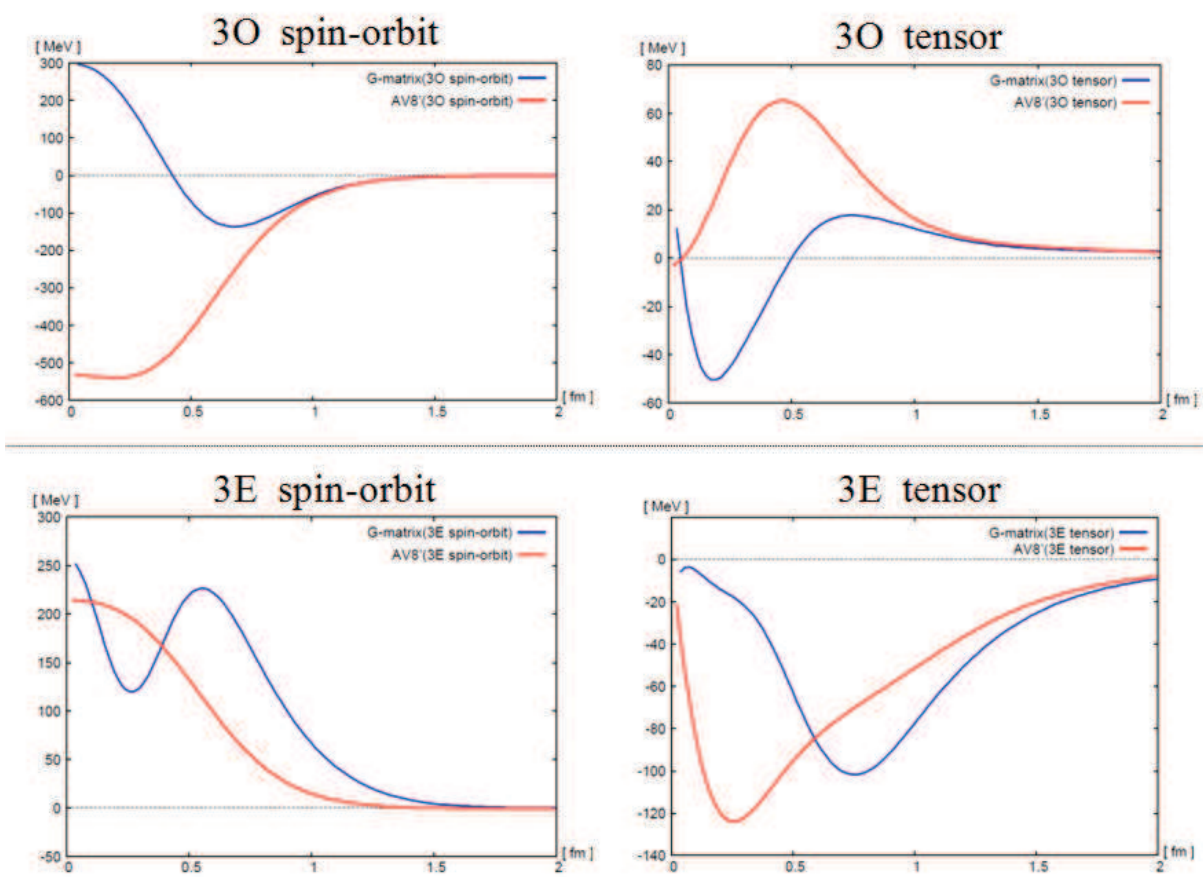 3O spin-orbit
[ MeV ]
G-matrix(3O spin-orbit)
AV8'(3O spin-orbit)
300
200
100
0
-100
-200
-300
-400
-500
-600
0 0.5 1 1.5 2
[ fm ]
3O tensor
[ MeV ]
G-matrix(3O tensor)
AV8'(3O tensor)
80
60
40
20
0
-20
-40
-60
0 0.5 1 1.5 2
[ fm ]
3E spin-orbit
[ MeV ]
G-matrix(3E spin-orbit)
AV8'(3E spin-orbit)
300
250
200
150
100
50
0
-50
0 0.5 1 1.5 2
[ fm ]
3E tensor
[ MeV ]
G-matrix(3E tensor)
AV8'(3E tensor)
0
-20
-40
-60
-80
-100
-120
-140
0 0.5 1 1.5 2
[ fm ]